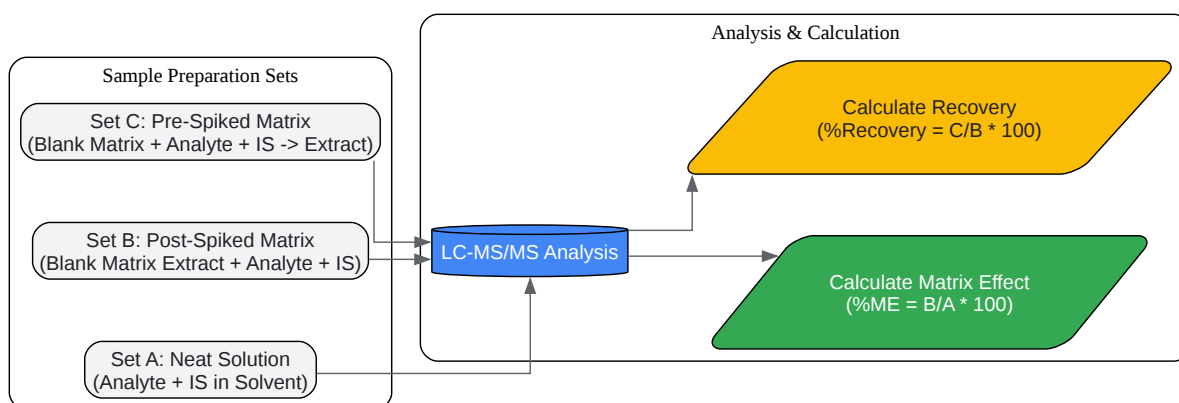 Sample Preparation Sets
Set C: Pre-Spiked Matrix
(Blank Matrix + Analyte + IS -> Extract)
Set B: Post-Spiked Matrix
(Blank Matrix Extract + Analyte + IS)
Set A: Neat Solution
(Analyte + IS in Solvent)
Analysis & Calculation
LC-MS/MS Analysis
Calculate Recovery
(%Recovery = C/B * 100)
Calculate Matrix Effect
(%ME = B/A * 100)